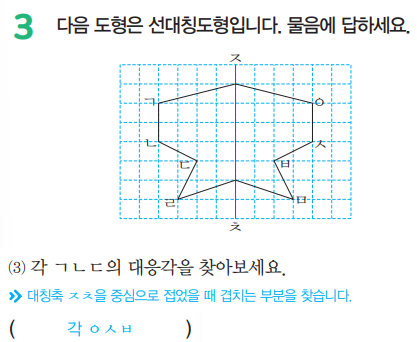 3 다음 도형은 선대칭도형입니다. 물음에 답하세요.
ㅈ
ㄱ ㅇ
ㄴ ㅅ
ㄷ ㅂ
ㄹ ㅁ
ㅊ
(3) 각 ㄱㄴㄷ의 대응각을 찾아보세요.
대칭축 ㅈㅊ을 중심으로 접었을 때 겹치는 부분을 찾습니다.
( 각 ㅇㅅㅂ )